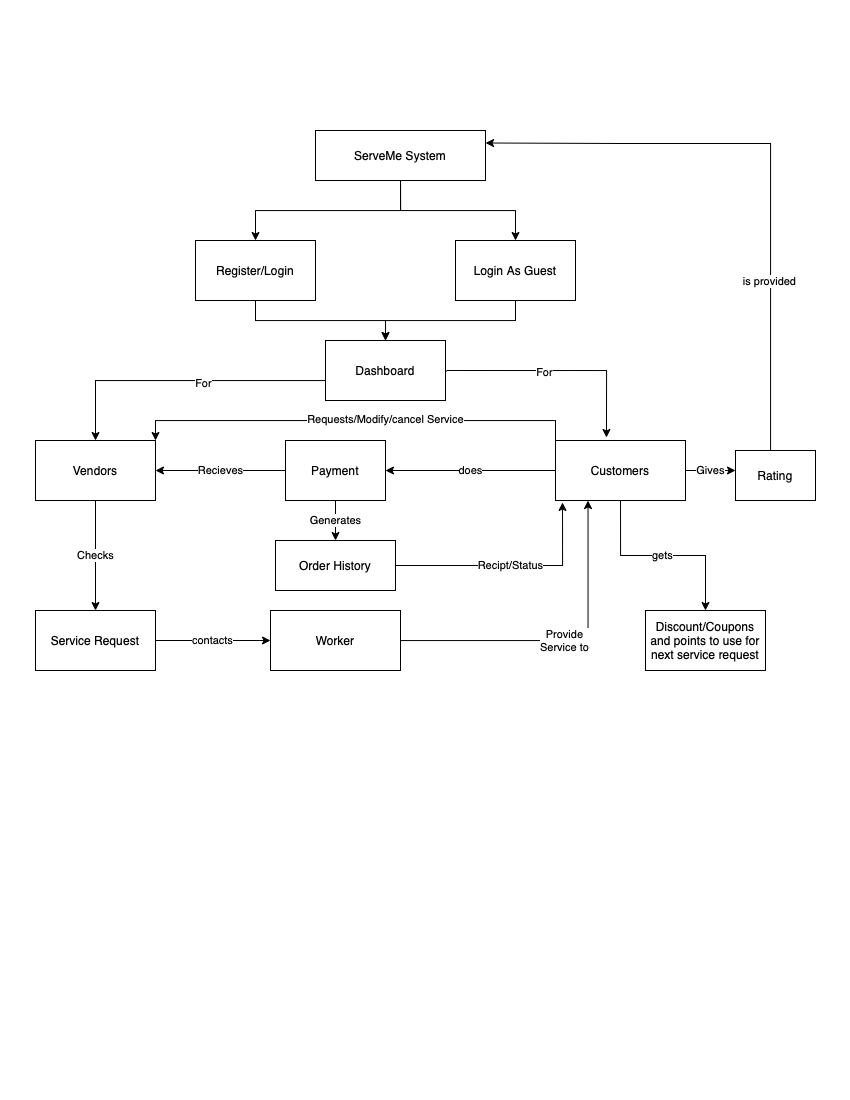 ServeMe System
Register/Login
Login As Guest
is provided
Dashboard
For
For
Requests/Modify/cancel Service
Vendors
Recieves
Payment
does
Customers
Gives
Rating
Generates
Checks
Order History
Recipt/Status
gets
Service Request
contacts
Worker
Provide
Service to
Discount/Coupons
and points to use for
next service request